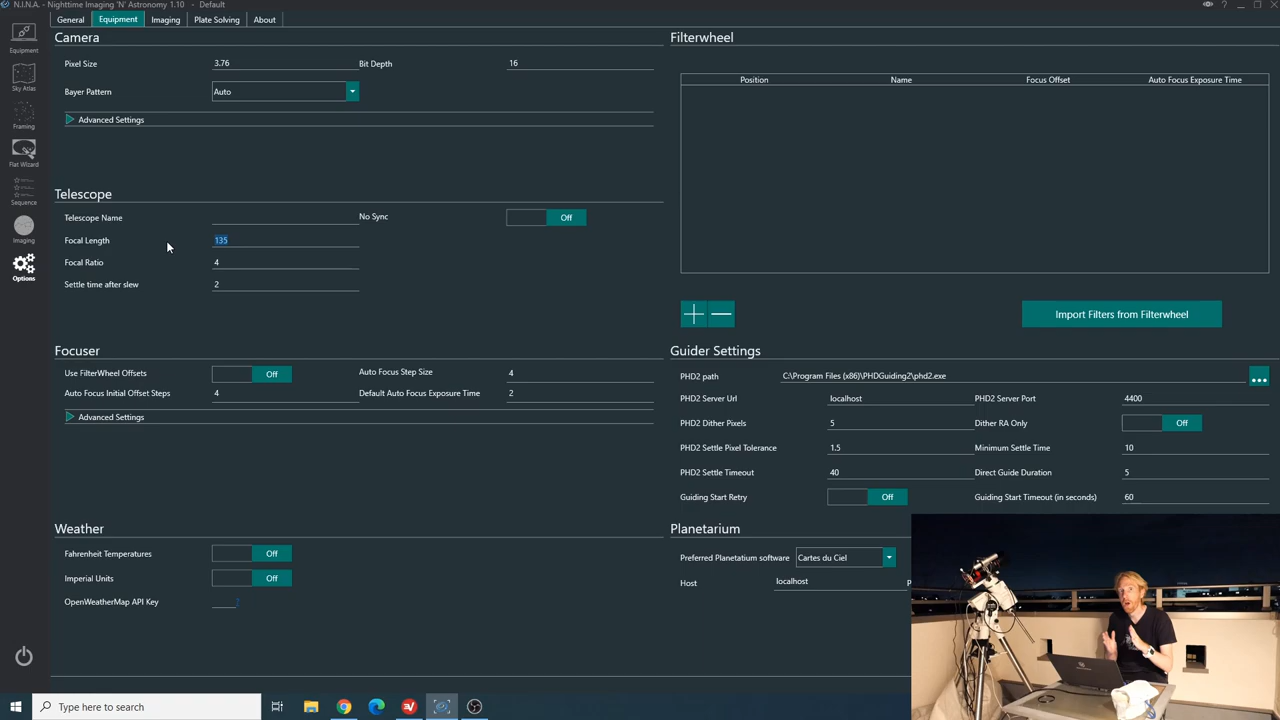 N.I.N.A. - Nighttime Imaging 'N' Astronomy 1.10 - Default
General Equipment Imaging Plate Solving About
Equipment
Sky Atlas
Framing
Flat Wizard
Sequence
Imaging
Options
Camera
Pixel Size 3.76 Bit Depth 16
Bayer Pattern Auto
Advanced Settings
Telescope
Telescope Name No Sync Off
Focal Length 135
Focal Ratio 4
Settle time after slew 2
Focuser
Use FilterWheel Offsets Off Auto Focus Step Size 4
Auto Focus Initial Offset Steps 4 Default Auto Focus Exposure Time 2
Advanced Settings
Weather
Fahrenheit Temperatures Off
Imperial Units Off
OpenWeatherMap API Key ?
Filterwheel
Position Name Focus Offset Auto Focus Exposure Time
Import Filters from Filterwheel
Guider Settings
PHD2 path C:\Program Files (x86)\PHDGuiding2\phd2.exe ...
PHD2 Server Url localhost PHD2 Server Port 4400
PHD2 Dither Pixels 5 Dither RA Only Off
PHD2 Settle Pixel Tolerance 1.5 Minimum Settle Time 10
PHD2 Settle Timeout 40 Direct Guide Duration 5
Guiding Start Retry Off Guiding Start Timeout (in seconds) 60
Planetarium
Preferred Planetatium software Cartes du Ciel
Host localhost P
Type here to search